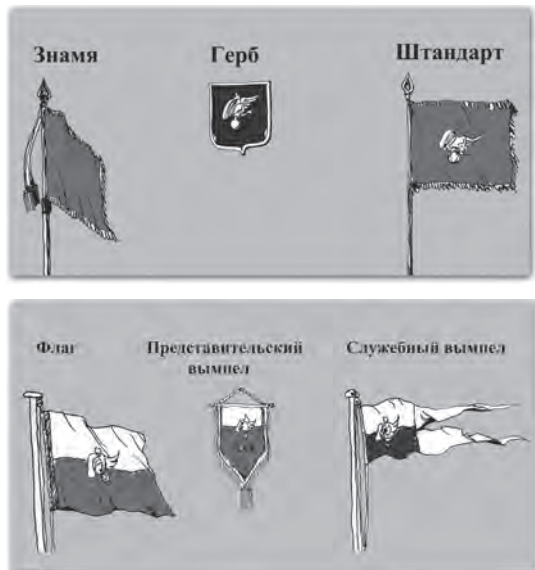 Знамя
Герб
Штандарт
Флаг
Представительский
вымпел
Служебный вымпел